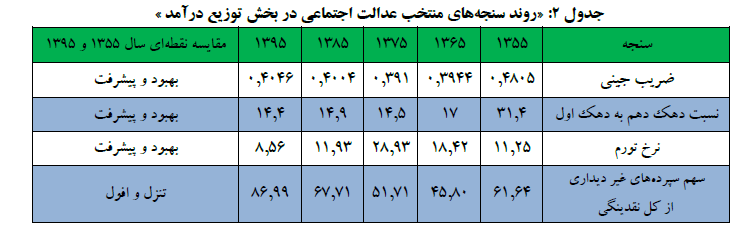 جدول ۲: «روند سنجه‌های منتخب عدالت اجتماعی در بخش توزیع درآمد»
سنجه ۱۳۵۵ ۱۳۶۵ ۱۳۷۵ ۱۳۸۵ ۱۳۹۵ مقایسه نقطه‌ای سال ۱۳۵۵ و ۱۳۹۵
ضریب جینی ۰,۴۸۰۵ ۰,۳۹۴۴ ۰,۳۹۱ ۰,۴۰۰۴ ۰,۴۰۴۶ بهبود و پیشرفت
نسبت دهک دهم به دهک اول ۳۱,۴ ۱۷ ۱۴,۵ ۱۴,۹ ۱۴,۴ بهبود و پیشرفت
نرخ تورم ۱۱,۲۵ ۱۸,۴۲ ۲۸,۹۳ ۱۱,۹۳ ۸,۵۶ بهبود و پیشرفت
سهم سپرده‌های غیر دیداری
از کل نقدینگی ۶۱,۶۴ ۴۵,۸۰ ۵۱,۷۱ ۶۷,۷۱ ۸۶,۹۹ تنزل و افول